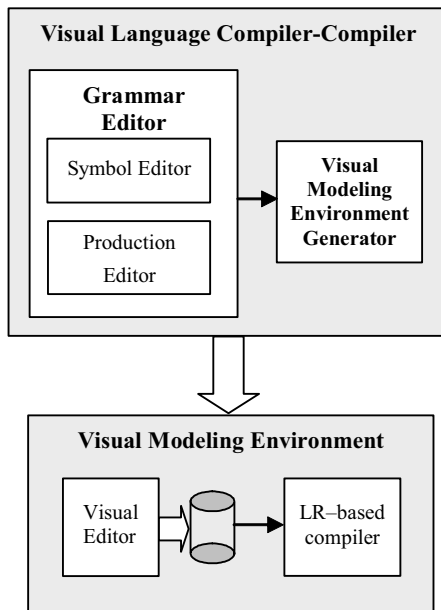 Visual Language Compiler-Compiler
Grammar
Editor
Symbol Editor
Production
Editor
Visual
Modeling
Environment
Generator
Visual Modeling Environment
Visual
Editor
LR–based
compiler